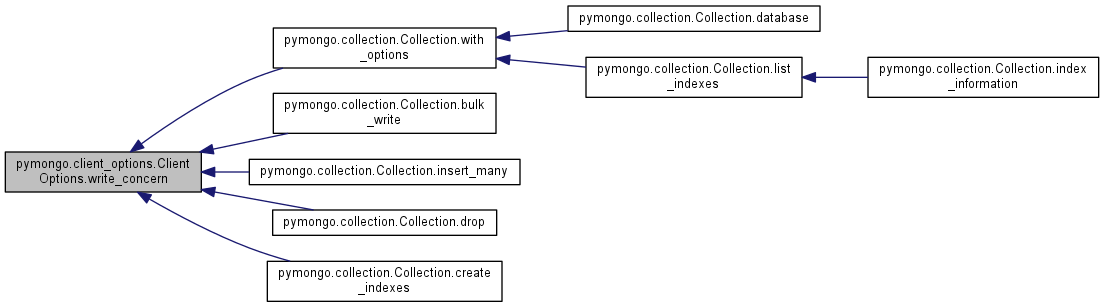 pymongo.collection.Collection.database
pymongo.collection.Collection.with
_options
pymongo.collection.Collection.list
_indexes
pymongo.collection.Collection.index
_information
pymongo.collection.Collection.bulk
_write
pymongo.client_options.Client
Options.write_concern
pymongo.collection.Collection.insert_many
pymongo.collection.Collection.drop
pymongo.collection.Collection.create
_indexes